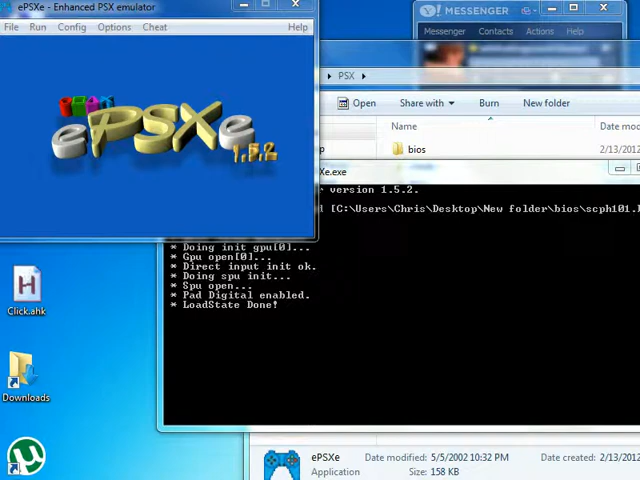 ePSXe - Enhanced PSX emulator
File Run Config Options Cheat Help
ePSXe
1.5.2
MESSENGER
Messenger Contacts Actions Help
PSX
Open Share with Burn New folder
Name Date mo
bios 2/13/2012
Xe.exe
version 1.5.2.
[C:\Users\Chris\Desktop\New folder\bios\scph101.
* Doing init gpu[0]...
* Gpu open[0]...
* Direct input init ok.
* Doing spu init...
* Spu open...
* Pad Digital enabled.
* LoadState Done!
Click.ahk
Downloads
ePSXe Date modified: 5/5/2002 10:32 PM Date created: 2/13/201
Application Size: 158 KB